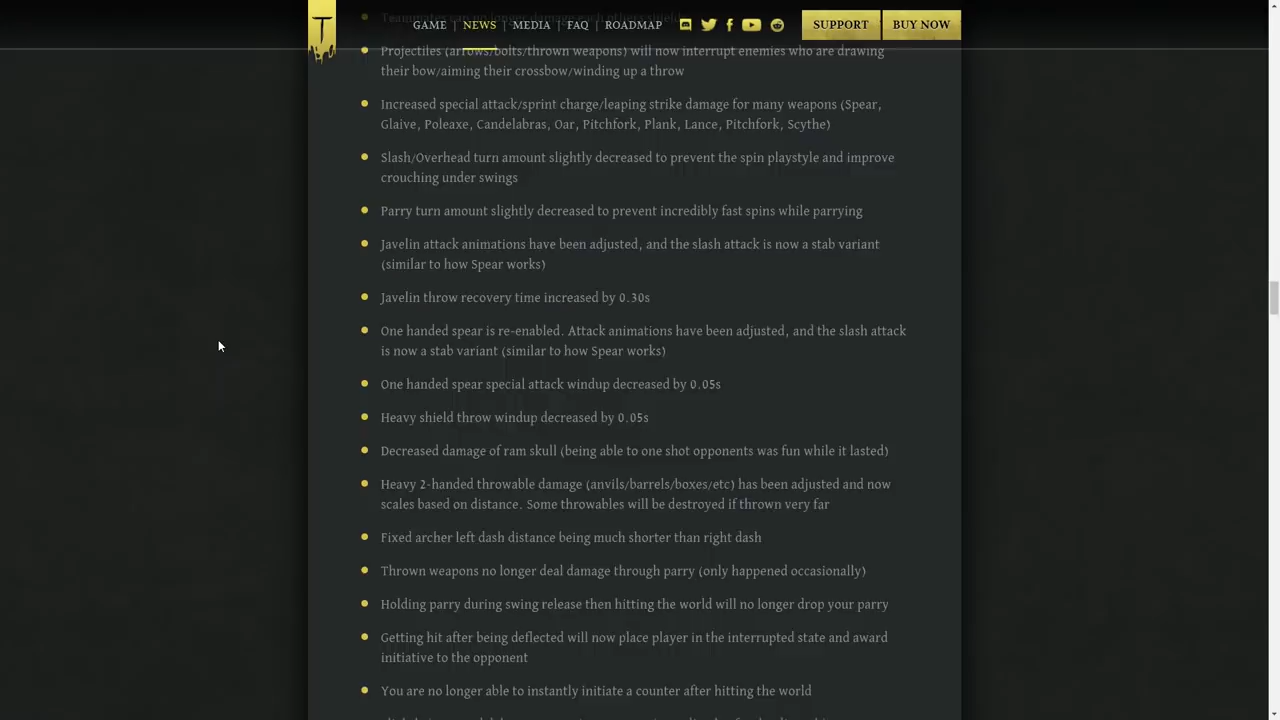 Teammates can no longer damage each others shield
GAME | NEWS | MEDIA | FAQ | ROADMAP
SUPPORT
BUY NOW
Projectiles (arrows/bolts/thrown weapons) will now interrupt enemies who are drawing
their bow/aiming their crossbow/winding up a throw
Increased special attack/sprint charge/leaping strike damage for many weapons (Spear,
Glaive, Poleaxe, Candelabras, Oar, Pitchfork, Plank, Lance, Pitchfork, Scythe)
Slash/Overhead turn amount slightly decreased to prevent the spin playstyle and improve
crouching under swings
Parry turn amount slightly decreased to prevent incredibly fast spins while parrying
Javelin attack animations have been adjusted, and the slash attack is now a stab variant
(similar to how Spear works)
Javelin throw recovery time increased by 0.30s
One handed spear is re-enabled. Attack animations have been adjusted, and the slash attack
is now a stab variant (similar to how Spear works)
One handed spear special attack windup decreased by 0.05s
Heavy shield throw windup decreased by 0.05s
Decreased damage of ram skull (being able to one shot opponents was fun while it lasted)
Heavy 2-handed throwable damage (anvils/barrels/boxes/etc) has been adjusted and now
scales based on distance. Some throwables will be destroyed if thrown very far
Fixed archer left dash distance being much shorter than right dash
Thrown weapons no longer deal damage through parry (only happened occasionally)
Holding parry during swing release then hitting the world will no longer drop your parry
Getting hit after being deflected will now place player in the interrupted state and award
initiative to the opponent
You are no longer able to instantly initiate a counter after hitting the world